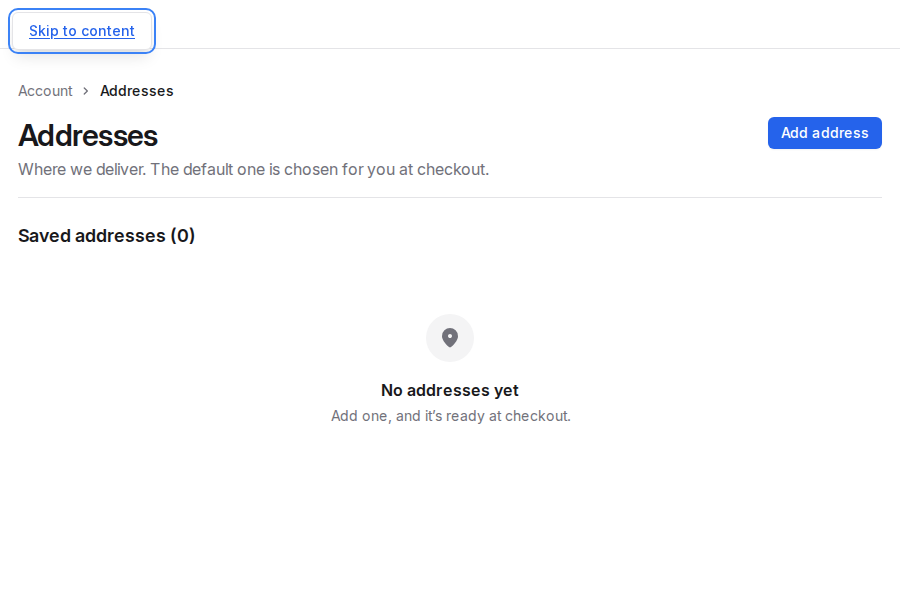 Skip to content
Account > Addresses
Addresses
Add address
Where we deliver. The default one is chosen for you at checkout.
Saved addresses (0)
No addresses yet
Add one, and it’s ready at checkout.